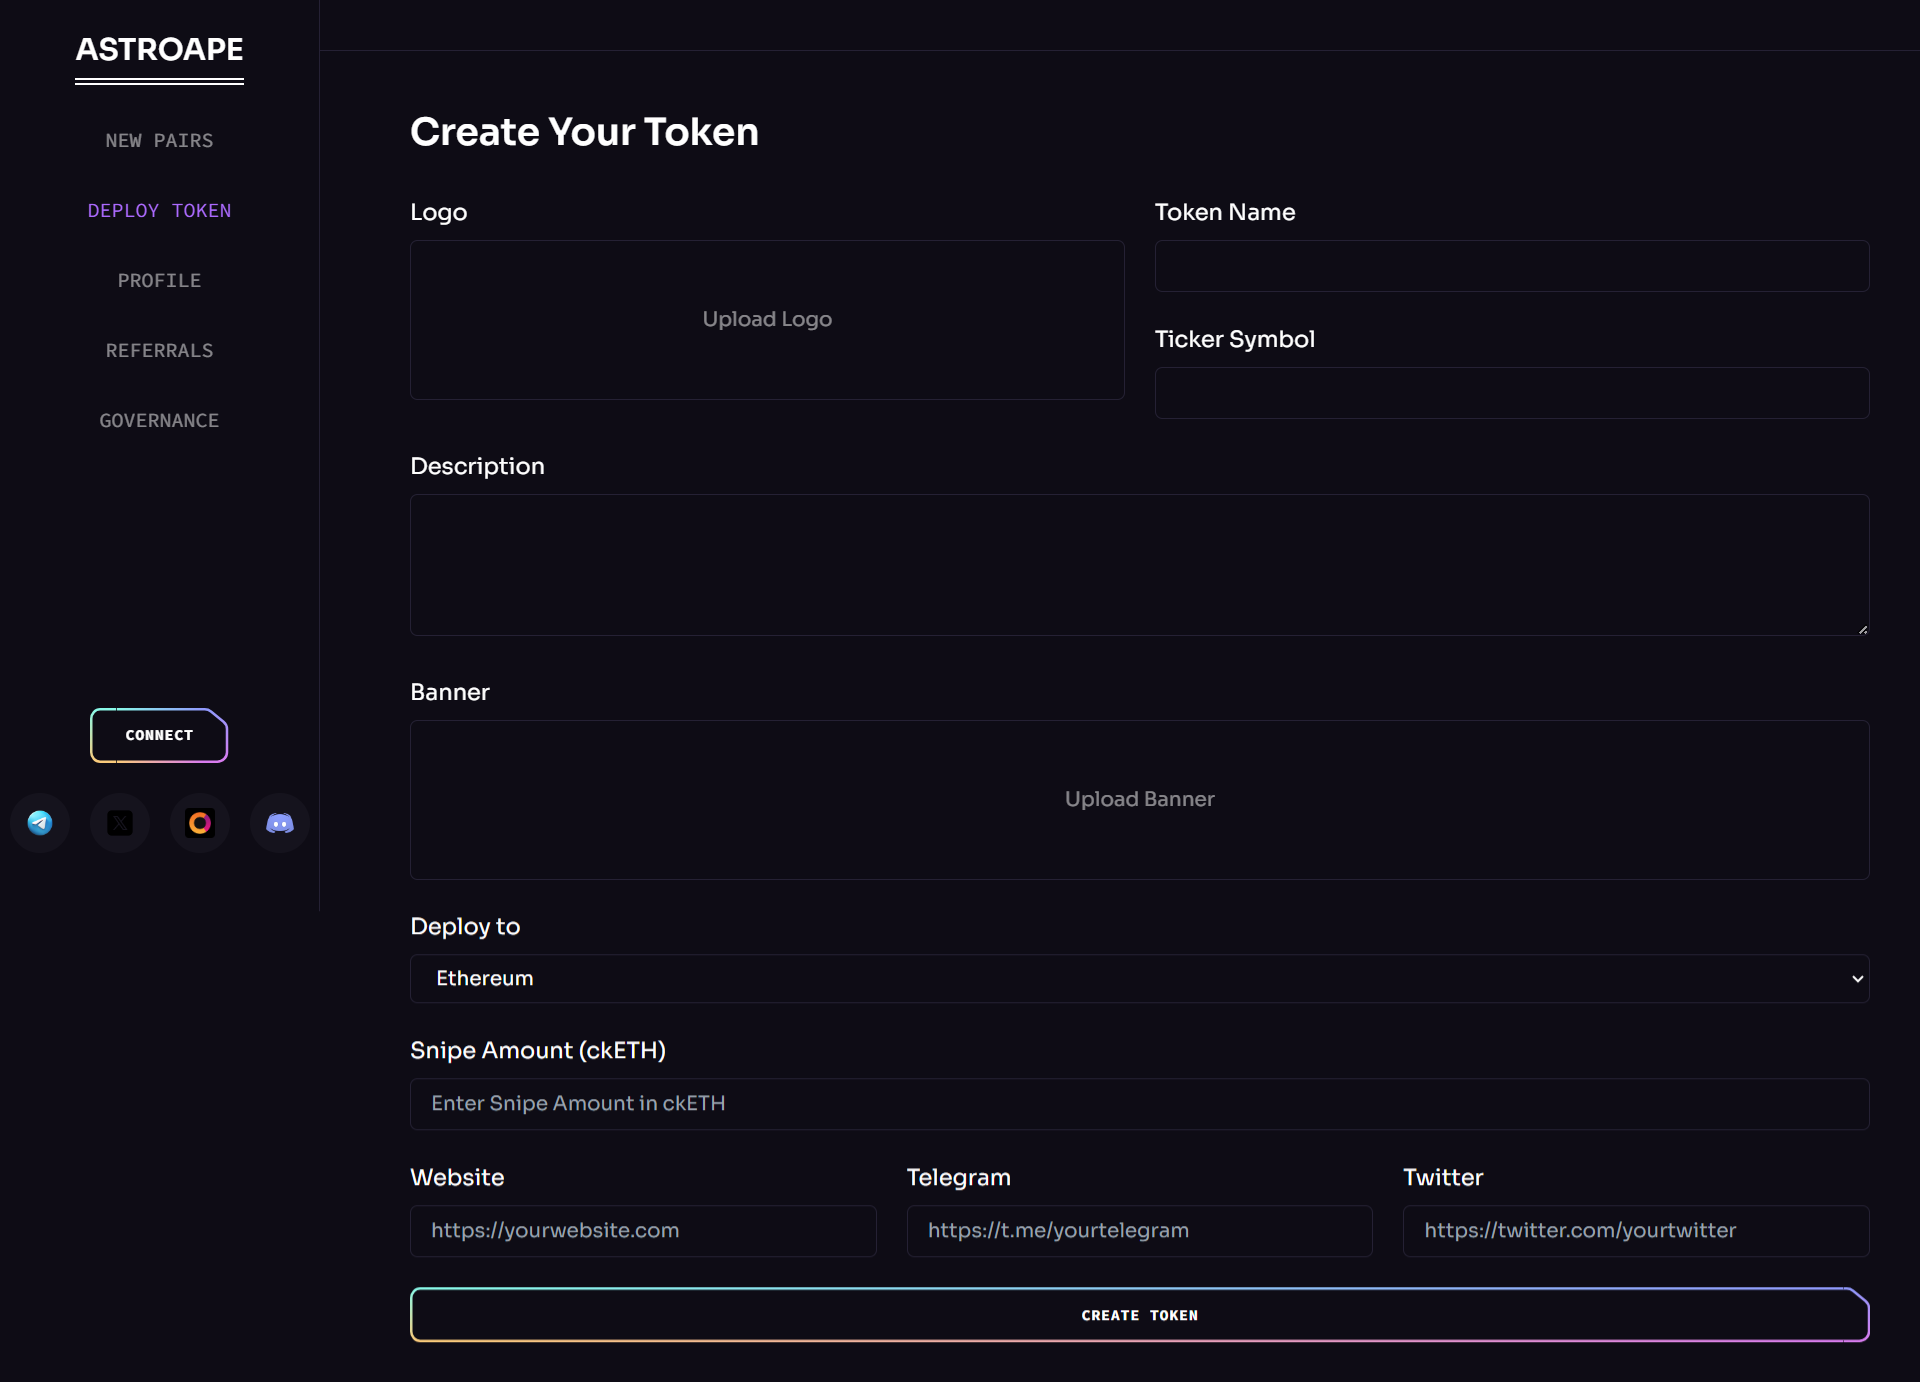 ASTROAPE
NEW PAIRS
DEPLOY TOKEN
PROFILE
REFERRALS
GOVERNANCE
CONNECT
Create Your Token
Logo
Upload Logo
Token Name
Ticker Symbol
Description
Banner
Upload Banner
Deploy to
Ethereum
Snipe Amount (ckETH)
Enter Snipe Amount in ckETH
Website
https://yourwebsite.com
Telegram
https://t.me/yourtelegram
Twitter
https://twitter.com/yourtwitter
CREATE TOKEN